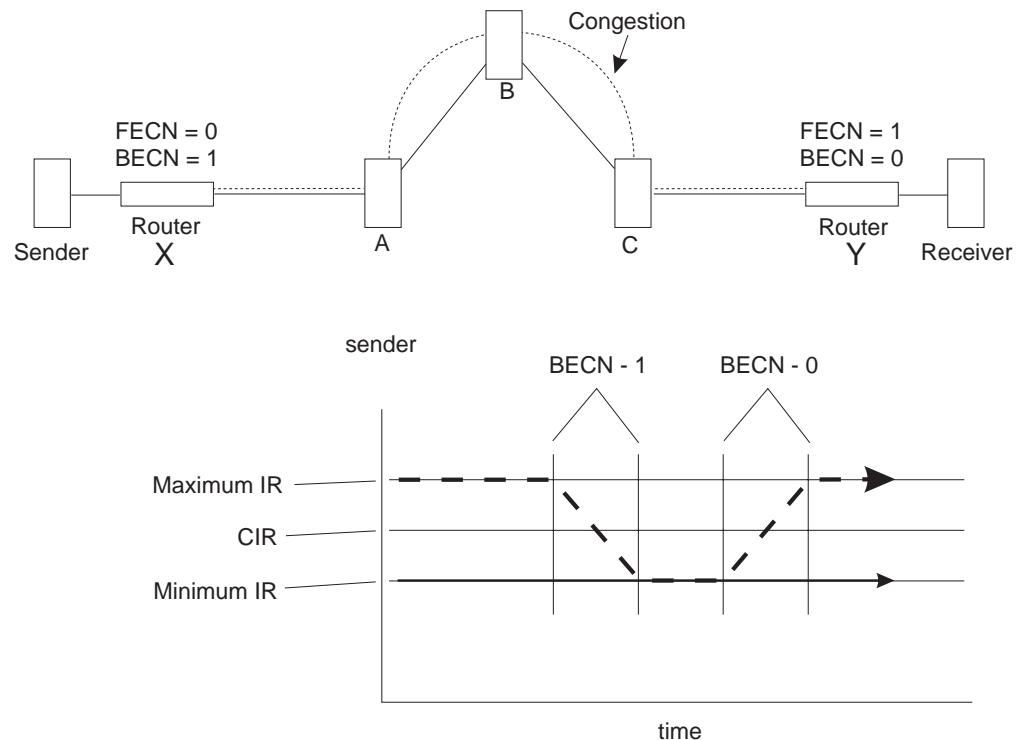 Congestion
B
FECN = 0
BECN = 1
FECN = 1
BECN = 0
Router
X
A
C
Router
Y
Sender
Receiver
sender
BECN - 1
BECN - 0
Maximum IR
CIR
Minimum IR
time